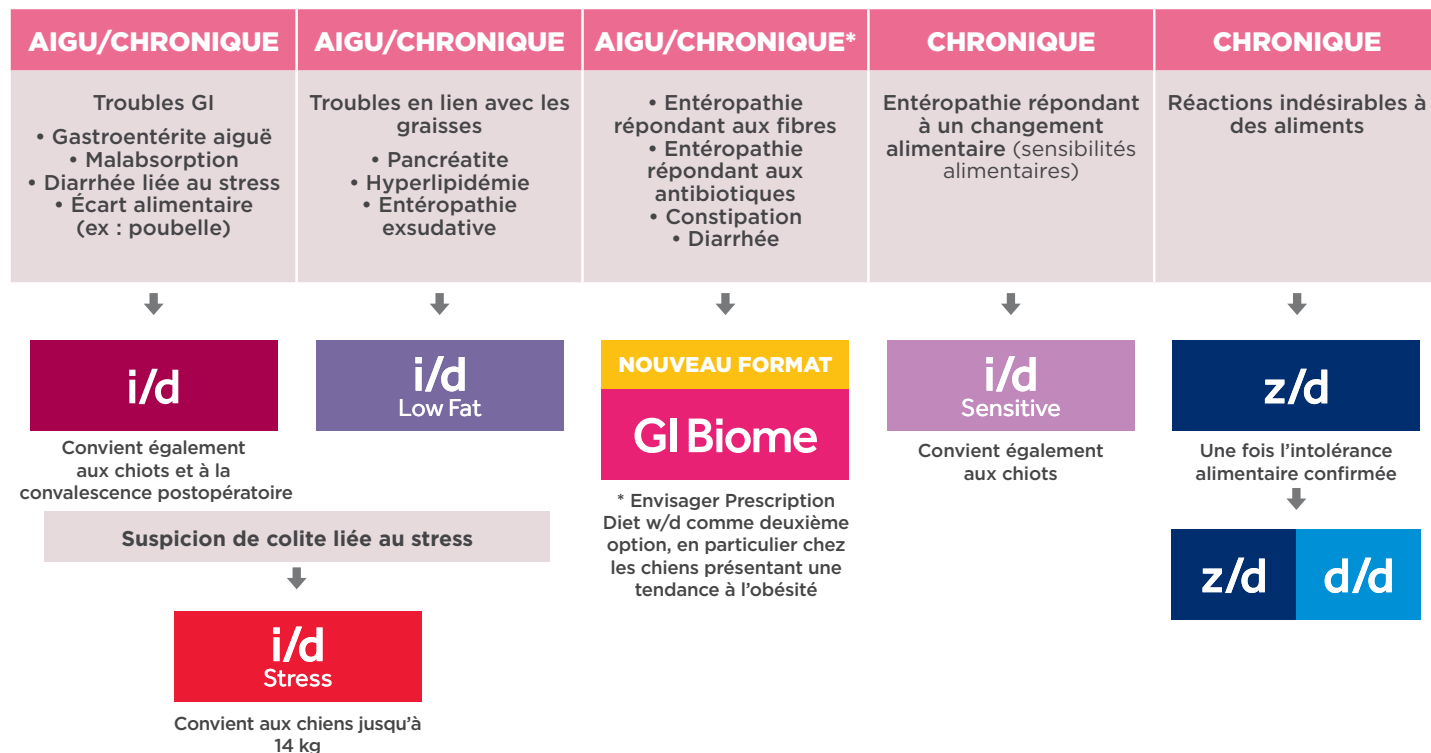 AIGU/CHRONIQUE
Troubles GI
• Gastroentérite aiguë
• Malabsorption
• Diarrhée liée au stress
• Écart alimentaire
(ex : poubelle)
i/d
Convient également
aux chiots et à la
convalescence postopératoire
AIGU/CHRONIQUE
Troubles en lien avec les
graisses
• Pancréatite
• Hyperlipidémie
• Entéropathie
exsudative
i/d
Low Fat
Suspicion de colite liée au stress
i/d
Stress
Convient aux chiens jusqu'à
14 kg
AIGU/CHRONIQUE*
• Entéropathie
répondant aux fibres
• Entéropathie
répondant aux
antibiotiques
• Constipation
• Diarrhée
NOUVEAU FORMAT
GI Biome
* Envisager Prescription
Diet w/d comme deuxième
option, en particulier chez
les chiens présentant une
tendance à l'obésité
CHRONIQUE
Entéropathie répondant
à un changement
alimentaire (sensibilités
alimentaires)
i/d
Sensitive
Convient également
aux chiots
CHRONIQUE
Réactions indésirables à
des aliments
z/d
Une fois l'intolérance
alimentaire confirmée
z/d
d/d